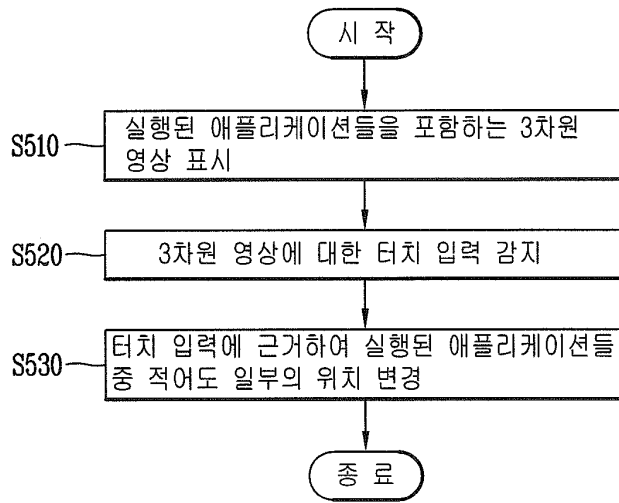 시 작
S510
실행된 애플리케이션들을 포함하는 3차원
영상 표시
S520
3차원 영상에 대한 터치 입력 감지
S530
터치 입력에 근거하여 실행된 애플리케이션들
중 적어도 일부의 위치 변경
종 료